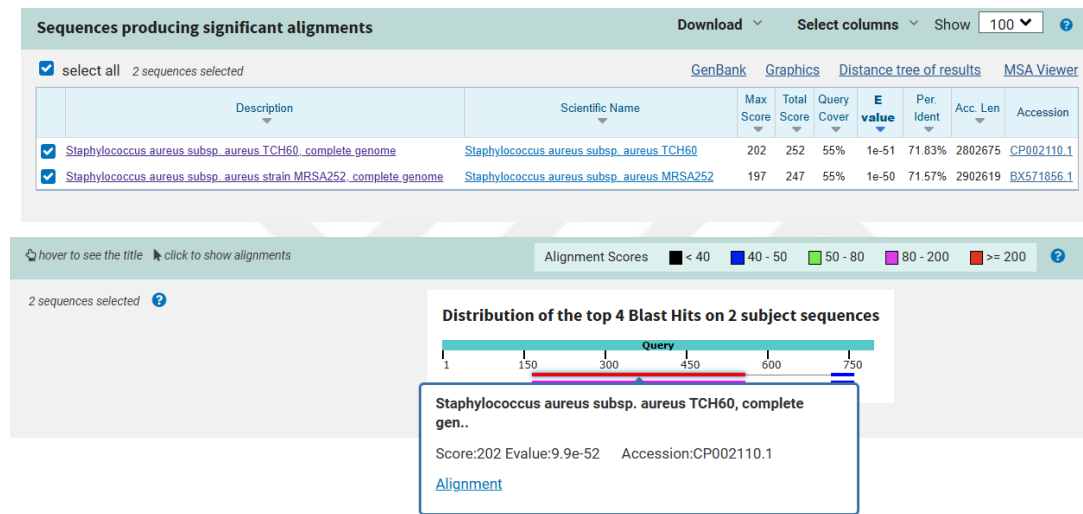 Sequences producing significant alignments Download Select columns Show 100 ?
select all 2 sequences selected GenBank Graphics Distance tree of results MSA Viewer
Description Scientific Name Max Score Total Score Query Cover E value Per. Ident Acc. Len Accession
Staphylococcus aureus subsp. aureus TCH60, complete genome Staphylococcus aureus subsp. aureus TCH60 202 252 55% 1e-51 71.83% 2802675 CP002110.1
Staphylococcus aureus subsp. aureus strain MRSA252, complete genome Staphylococcus aureus subsp. aureus MRSA252 197 247 55% 1e-50 71.57% 2902619 BX571856.1
hover to see the title click to show alignments Alignment Scores < 40 40 - 50 50 - 80 80 - 200 >= 200 ?
2 sequences selected ?
Distribution of the top 4 Blast Hits on 2 subject sequences
Query
1 150 300 450 600 750
Staphylococcus aureus subsp. aureus TCH60, complete
gen..
Score:202 Evalue:9.9e-52 Accession:CP002110.1
Alignment